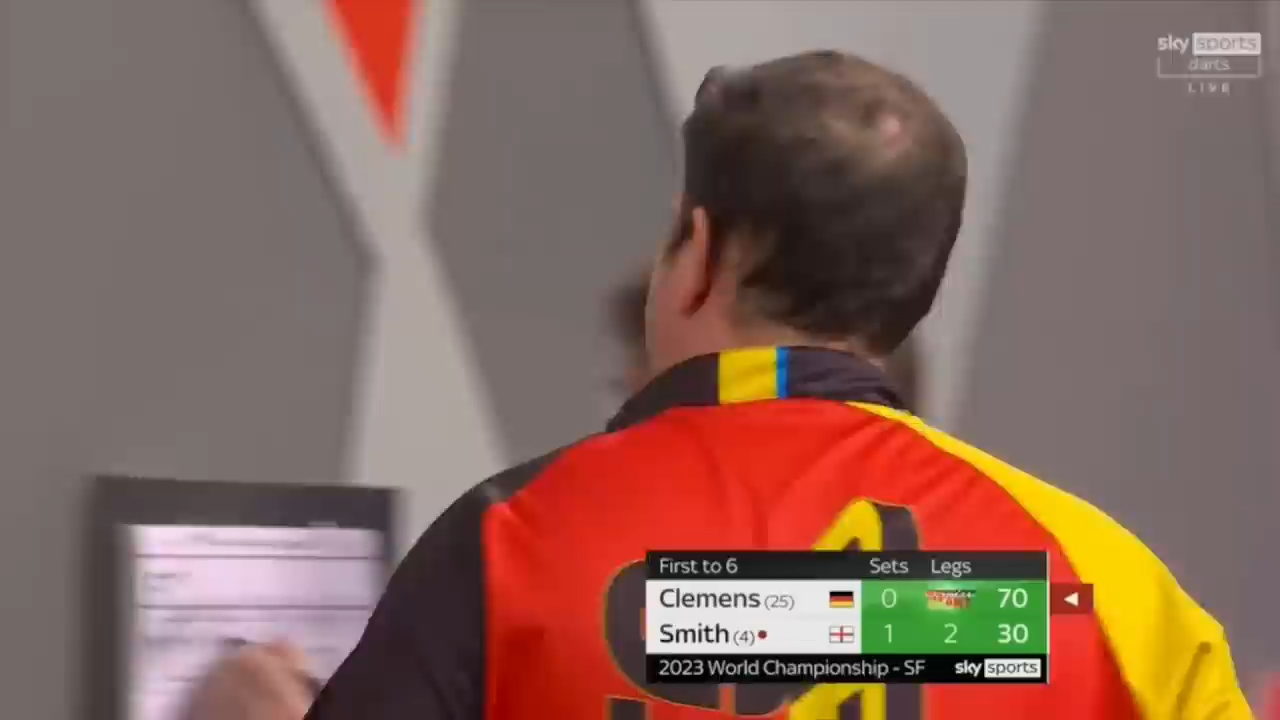 sky sports
darts
LIVE
First to 6 Sets Legs
Clemens (25) 0 70
Smith (4) 1 2 30
2023 World Championship - SF sky sports